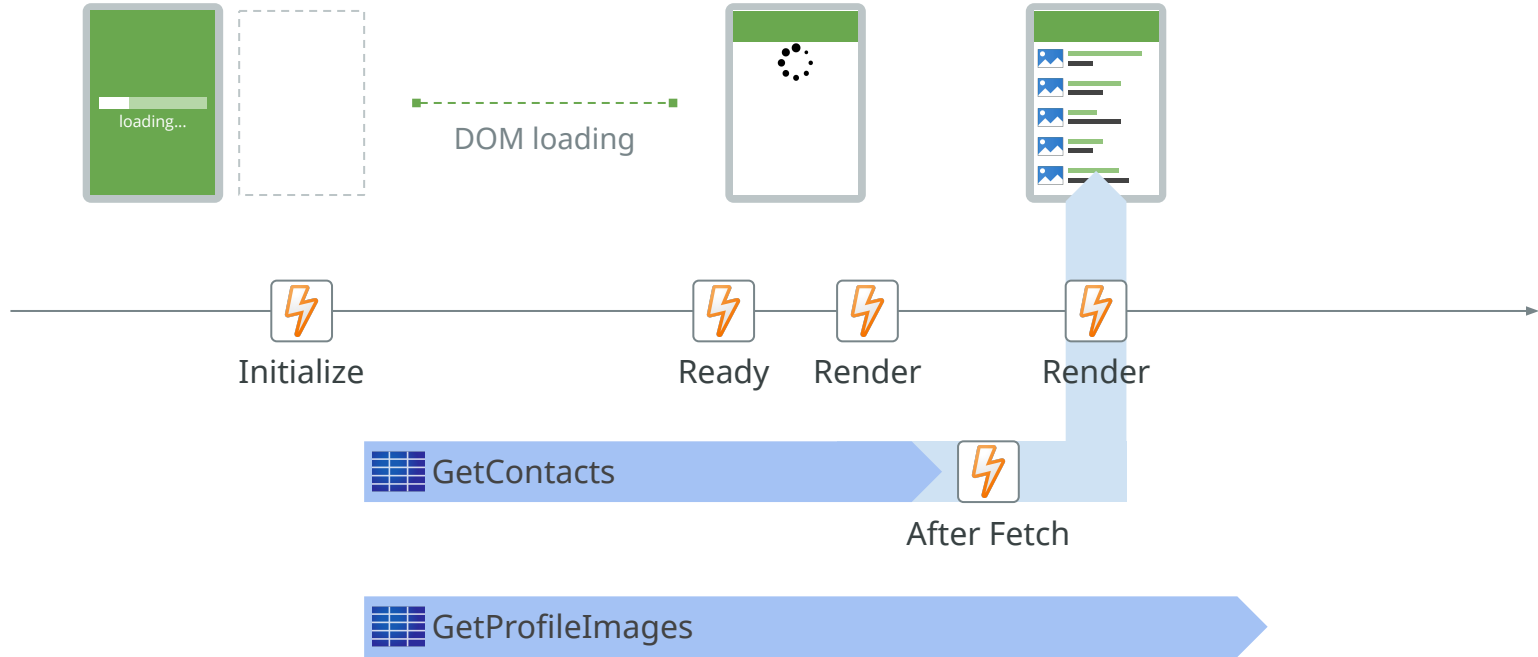 loading...
DOM loading
Initialize
Ready
Render
Render
GetContacts
After Fetch
GetProfileImages